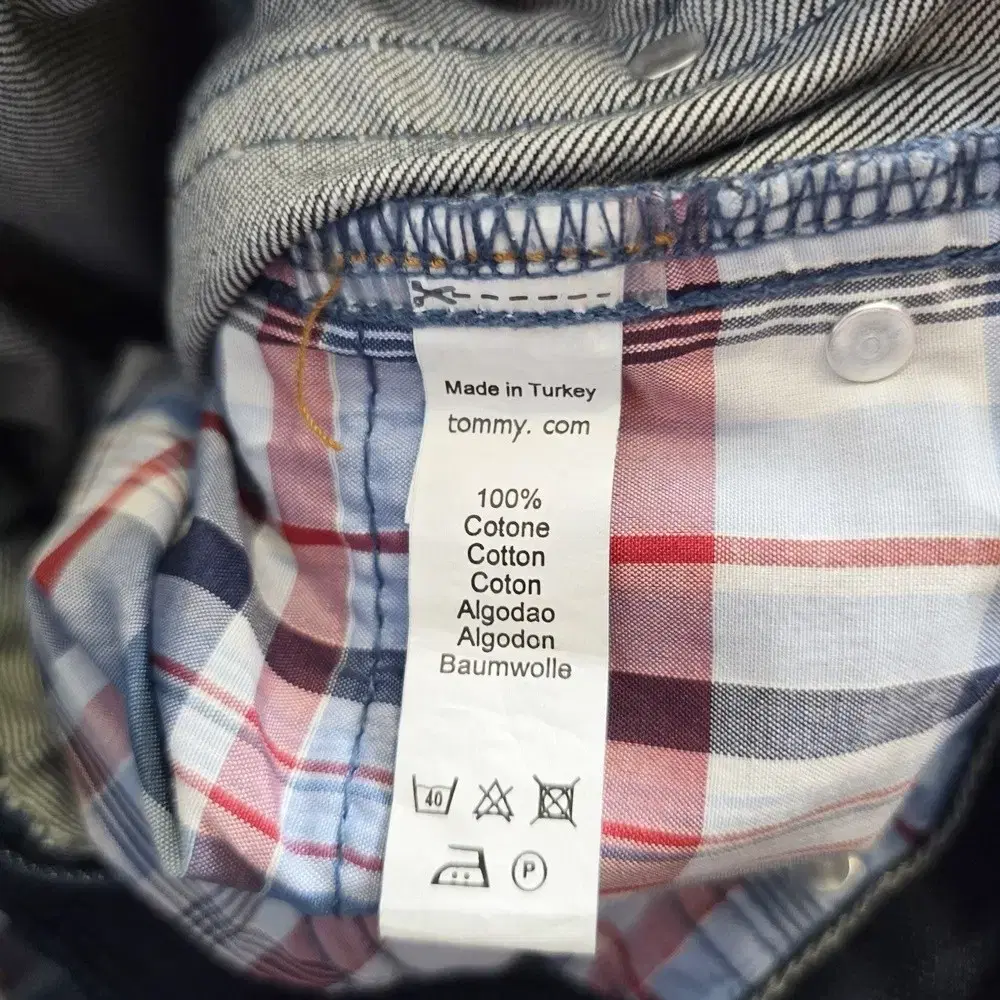 Made in Turkey
tommy. com
100%
Cotone
Cotton
Coton
Algodao
Algodon
Baumwolle
40
P